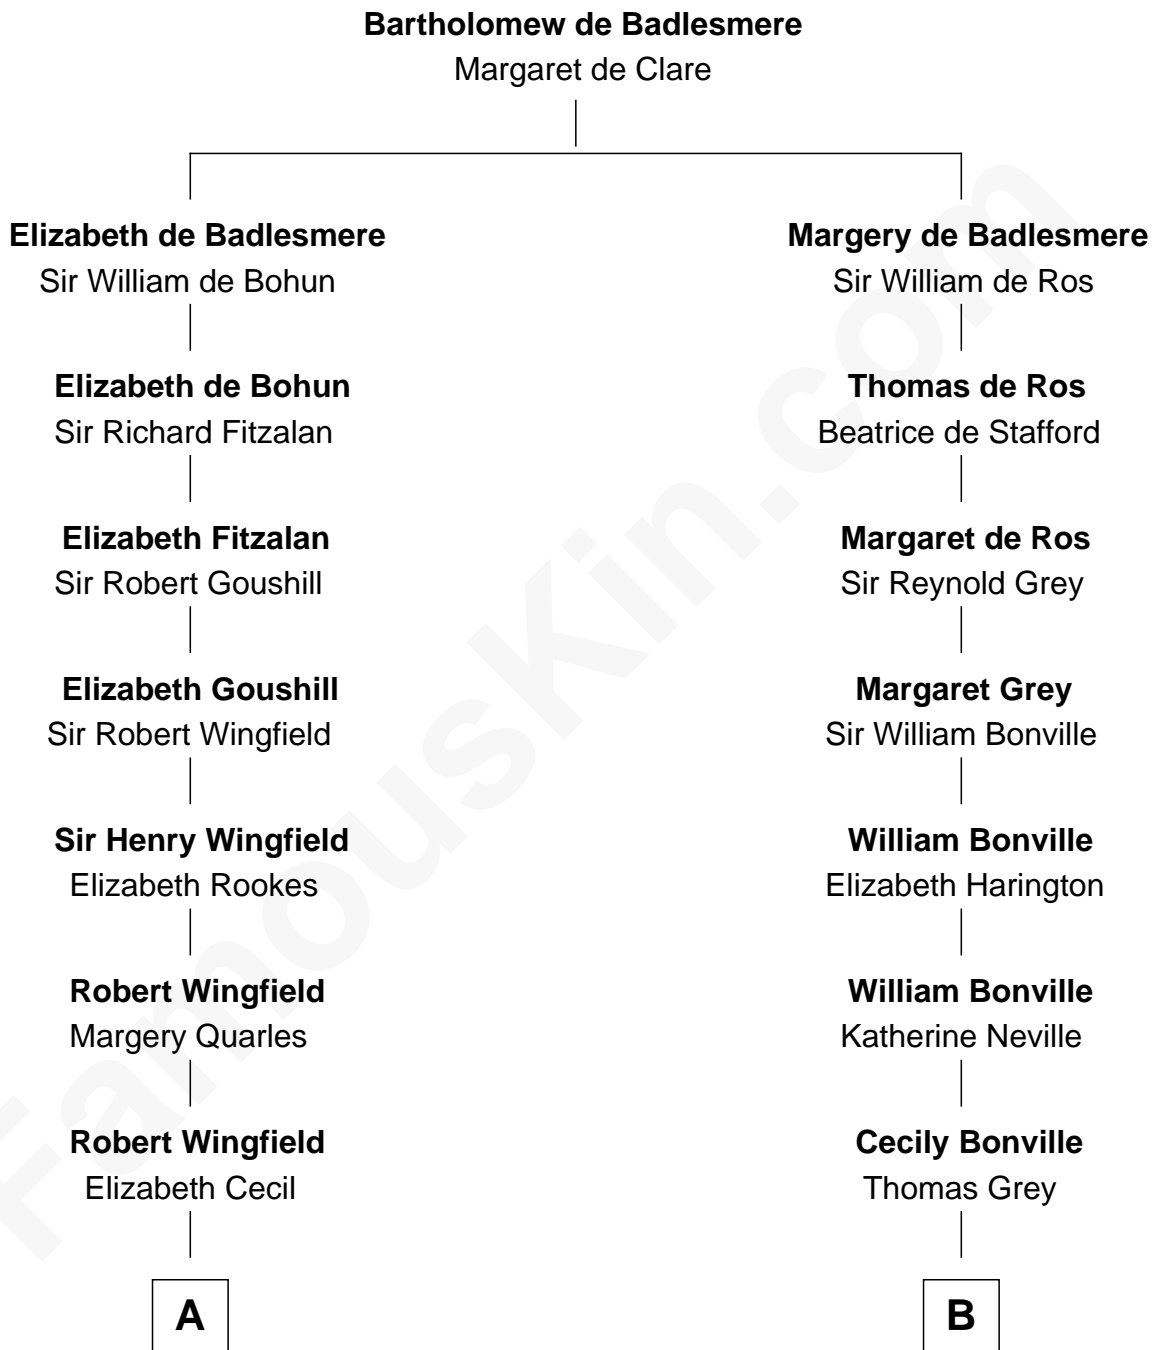 Bartholomew de Badlesmere
Margaret de Clare
Elizabeth de Badlesmere
Sir William de Bohun
Margery de Badlesmere
Sir William de Ros
Elizabeth de Bohun
Sir Richard Fitzalan
Thomas de Ros
Beatrice de Stafford
Elizabeth Fitzalan
Sir Robert Goushill
Margaret de Ros
Sir Reynold Grey
Elizabeth Goushill
Sir Robert Wingfield
Margaret Grey
Sir William Bonville
Sir Henry Wingfield
Elizabeth Rookes
William Bonville
Elizabeth Harington
Robert Wingfield
Margery Quarles
William Bonville
Katherine Neville
Robert Wingfield
Elizabeth Cecil
Cecily Bonville
Thomas Grey
A
B
FamousKin.com